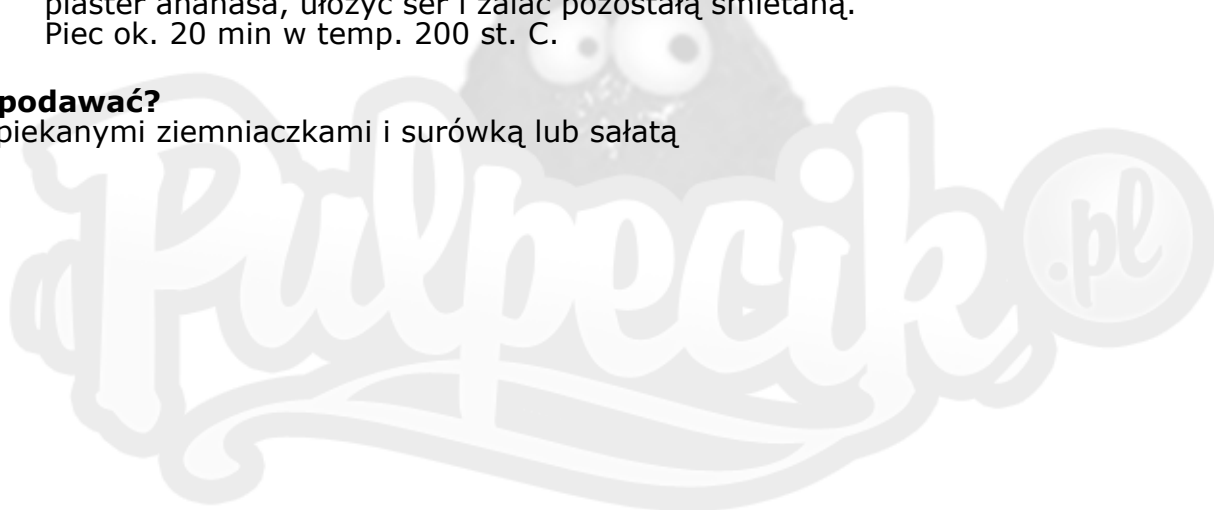 plaster ananasa, ułożyć ser i zalać pozostałą śmietaną.
Piec ok. 20 min w temp. 200 st. C.
podawać?
piekanymi ziemniaczkami i surówką lub sałatą
Pulpecik.pl